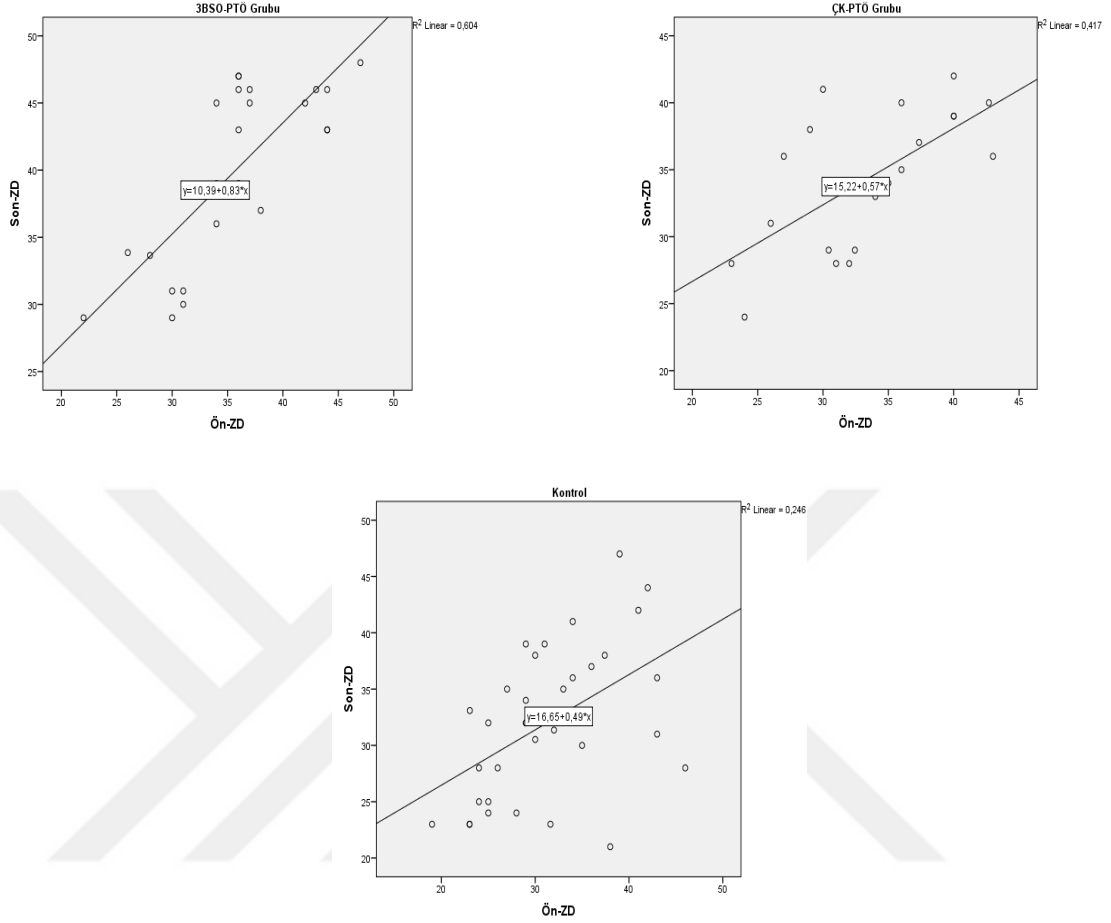 3BSO-PTÖ Grubu
R² Linear = 0,604
50
45
40
35
30
25
Son-ZD
y=10,39+0,83*x
20 25 30 35 40 45 50
Ön-ZD
ÇK-PTÖ Grubu
R² Linear = 0,417
45
40
35
30
25
20
Son-ZD
y=15,22+0,57*x
20 25 30 35 40 45
Ön-ZD
Kontrol
R² Linear = 0,246
50
45
40
35
30
25
20
Son-ZD
y=16,65+0,49*x
20 30 40 50
Ön-ZD